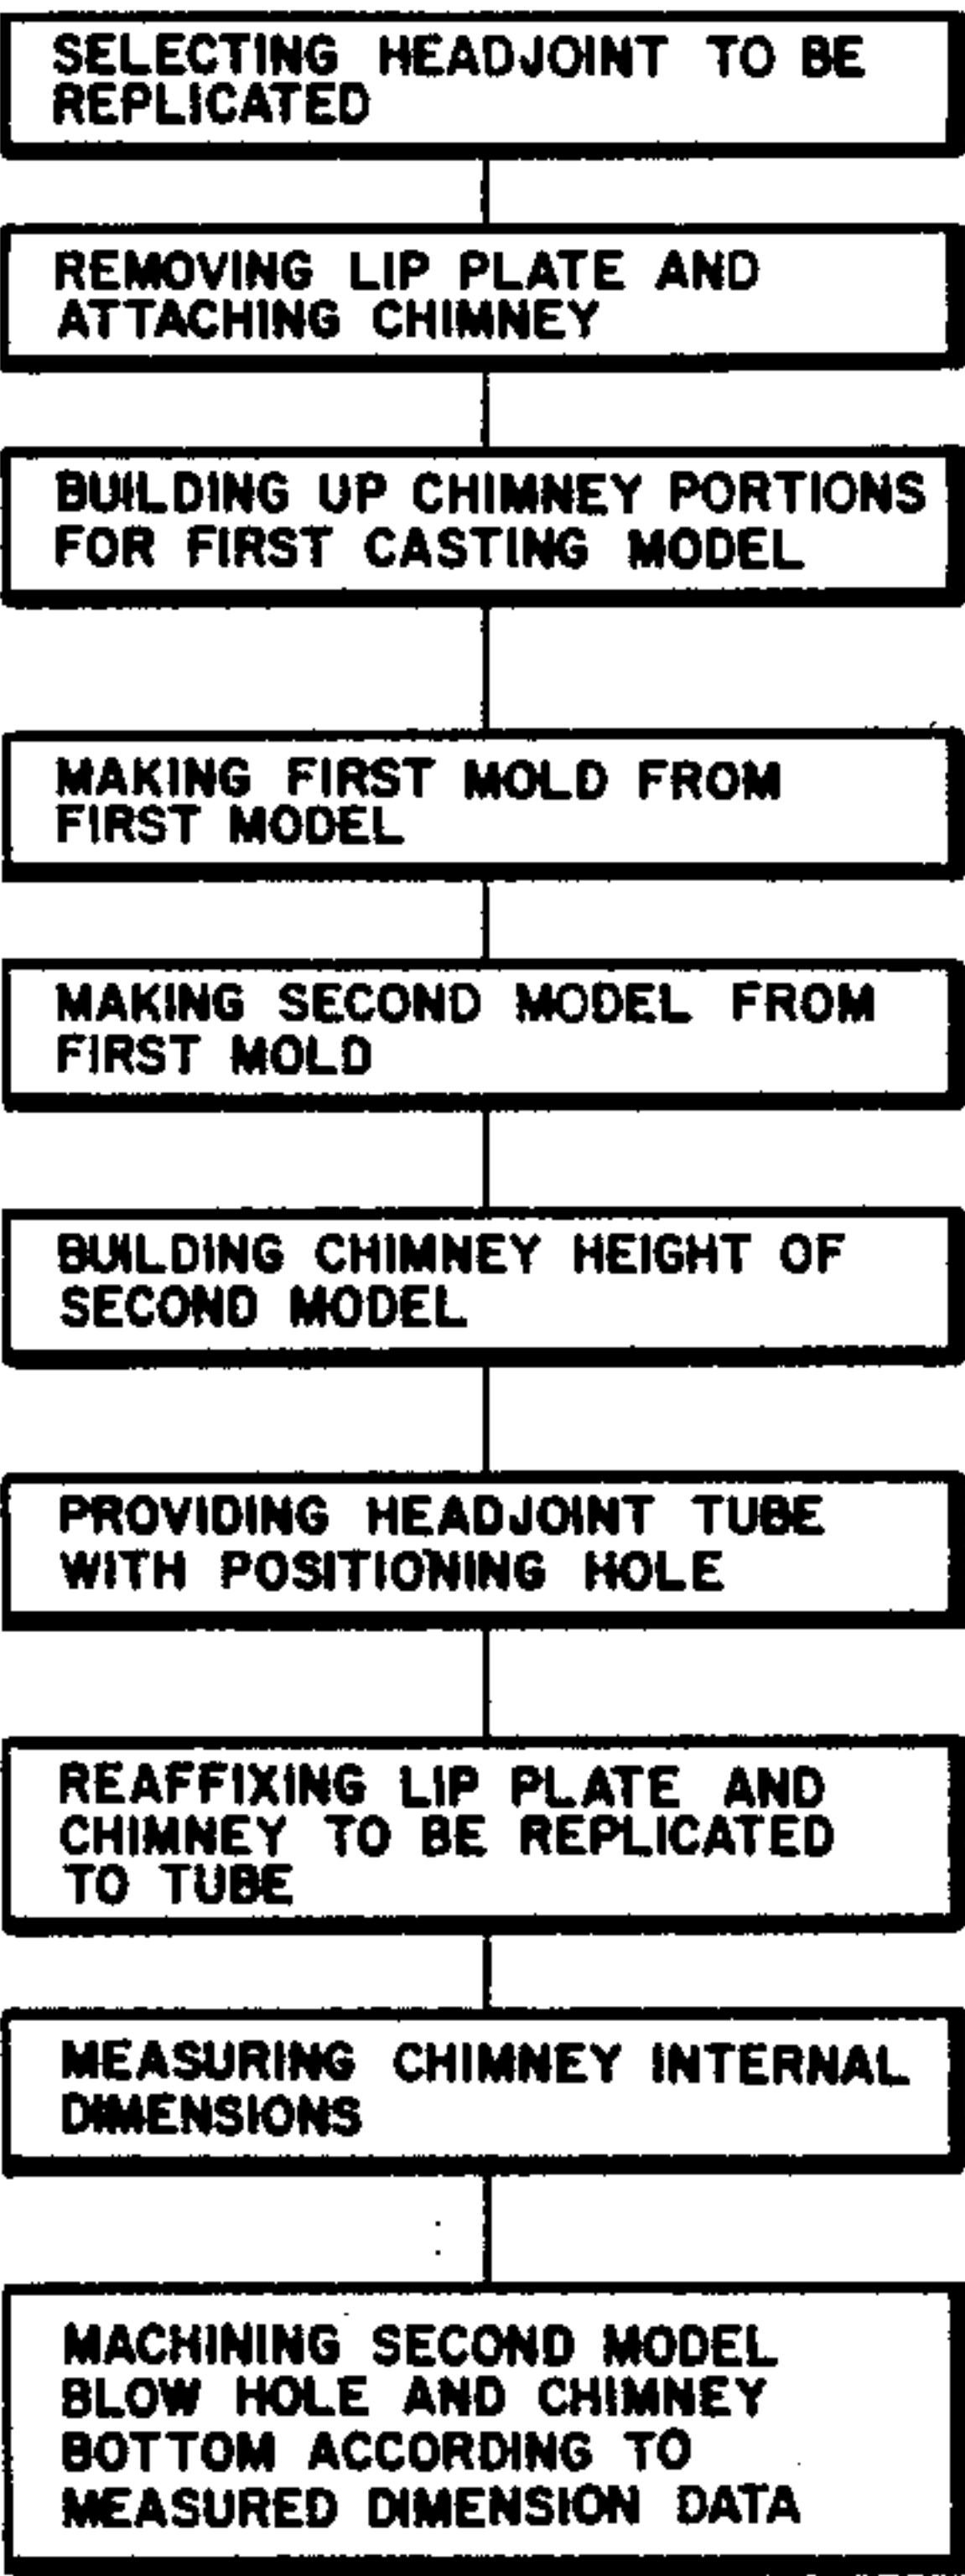 SELECTING HEADJOINT TO BE
REPLICATED
REMOVING LIP PLATE AND
ATTACHING CHIMNEY
BUILDING UP CHIMNEY PORTIONS
FOR FIRST CASTING MODEL
MAKING FIRST MOLD FROM
FIRST MODEL
MAKING SECOND MODEL FROM
FIRST MOLD
BUILDING CHIMNEY HEIGHT OF
SECOND MODEL
PROVIDING HEADJOINT TUBE
WITH POSITIONING HOLE
REAFFIXING LIP PLATE AND
CHIMNEY TO BE REPLICATED
TO TUBE
MEASURING CHIMNEY INTERNAL
DIMENSIONS
MACHINING SECOND MODEL
BLOW HOLE AND CHIMNEY
BOTTOM ACCORDING TO
MEASURED DIMENSION DATA